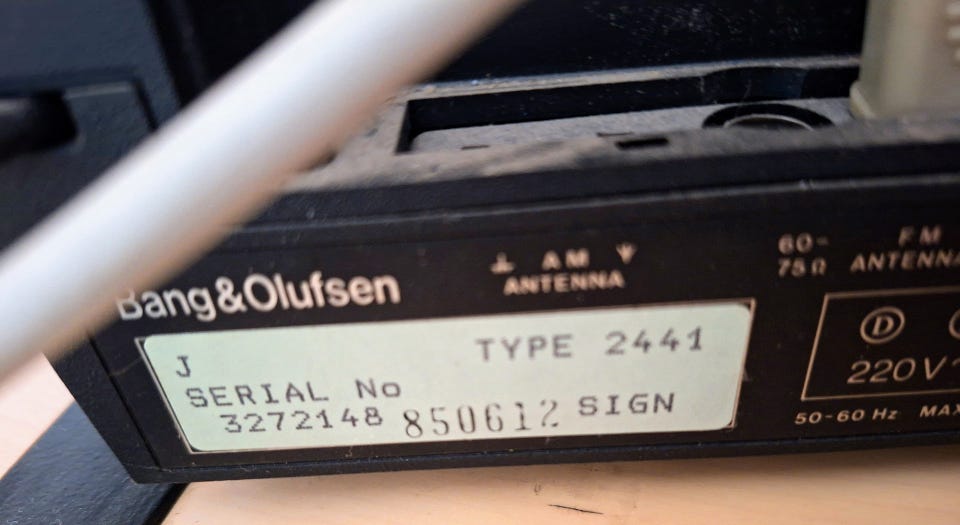 Bang&Olufsen
AM
ANTENNA
60-
75Ω
FM
ANTENNA
J
TYPE 2441
SERIAL No
3272148 850612 SIGN
D
220V~
50-60 Hz MAX